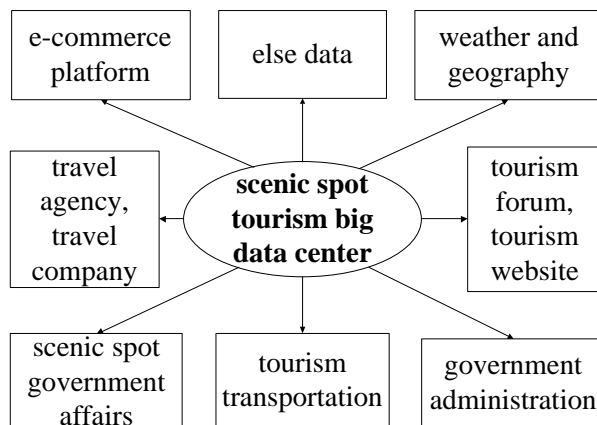 e-commerce
platform
else data
weather and
geography
travel
agency,
travel
company
scenic spot
tourism big
data center
tourism
forum,
tourism
website
scenic spot
government
affairs
tourism
transportation
government
administration